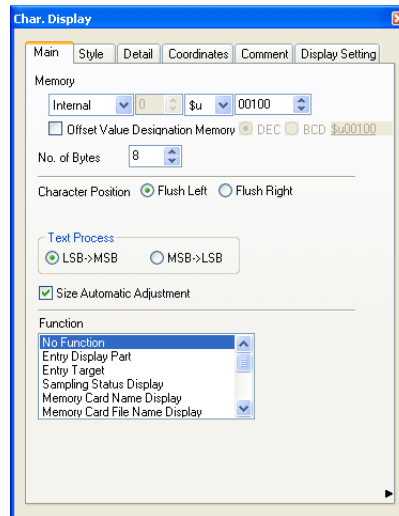 Char. Display
Main Style Detail Coordinates Comment Display Setting
Memory
Internal 0 $u 00100
Offset Value Designation Memory DEC BCD $u00100
No. of Bytes 8
Character Position Flush Left Flush Right
Text Process
LSB->MSB MSB->LSB
Size Automatic Adjustment
Function
No Function
Entry Display Part
Entry Target
Sampling Status Display
Memory Card Name Display
Memory Card File Name Display